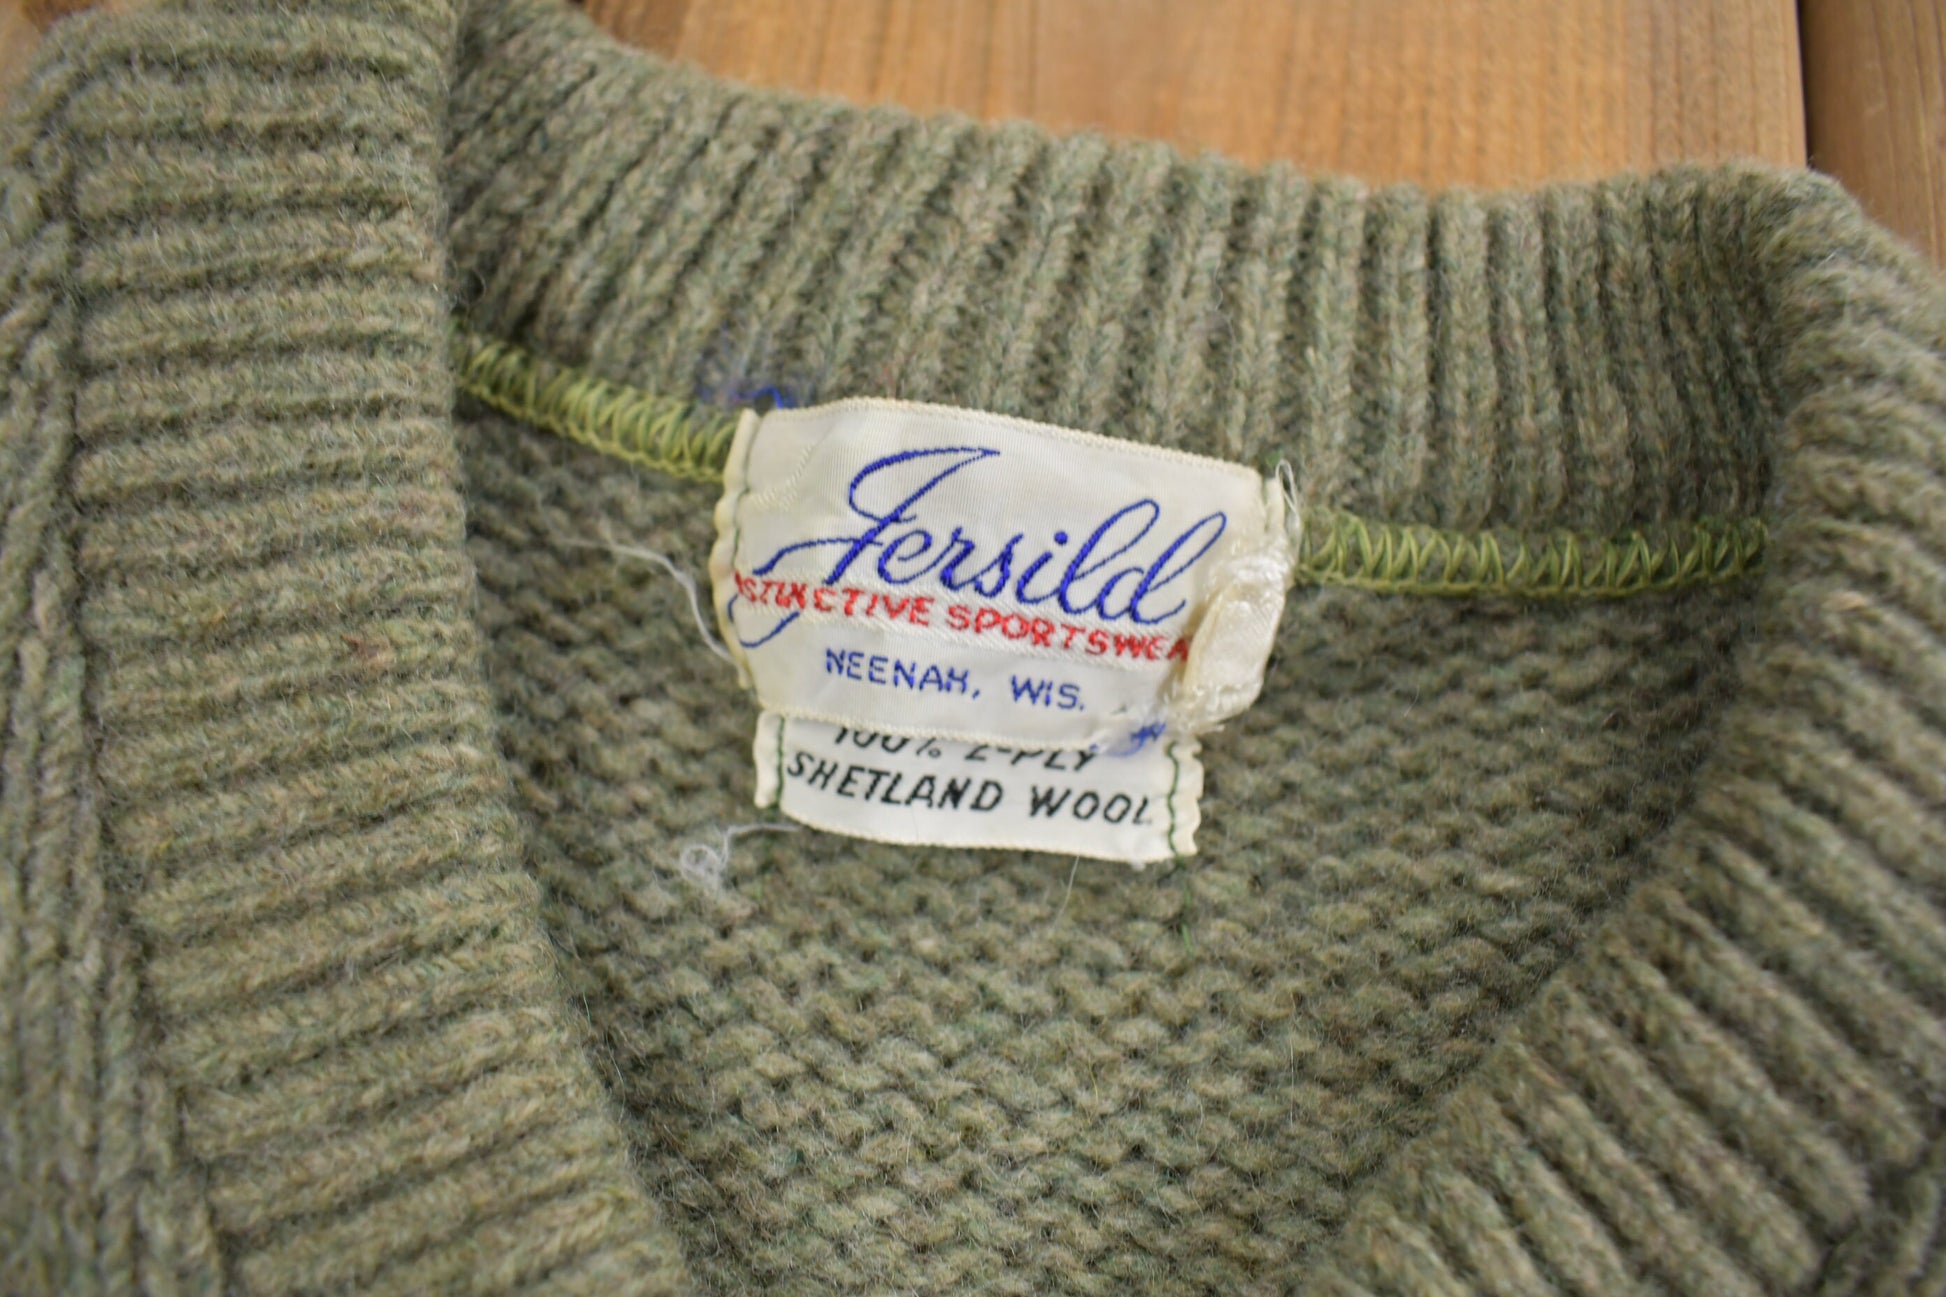 Jersild
DISTINCTIVE SPORTSWEA
NEENAH, WIS.
100% 2-PLY
SHETLAND WOOL